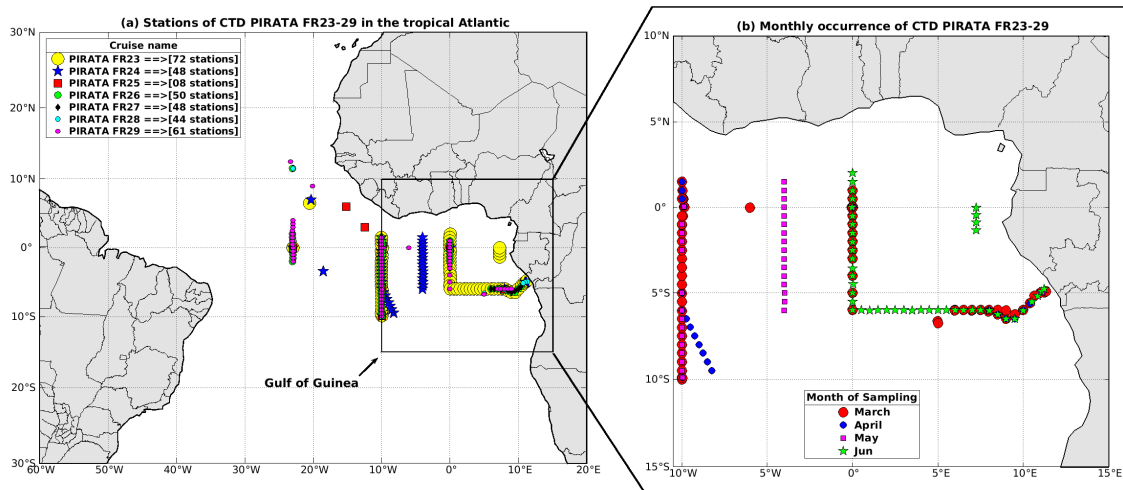 (a) Stations of CTD PIRATA FR23-29 in the tropical Atlantic
30°N
20°N
10°N
0°
10°S
20°S
30°S
60°W
50°W
40°W
30°W
20°W
10°W
0°
10°E
20°E
Cruise name
PIRATA FR23 ==>[72 stations]
PIRATA FR24 ==>[48 stations]
PIRATA FR25 ==>[08 stations]
PIRATA FR26 ==>[50 stations]
PIRATA FR27 ==>[48 stations]
PIRATA FR28 ==>[44 stations]
PIRATA FR29 ==>[61 stations]
Gulf of Guinea
(b) Monthly occurrence of CTD PIRATA FR23-29
10°N
5°N
0°
5°S
10°S
15°S
10°W
5°W
0°
5°E
10°E
15°E
Month of Sampling
March
April
May
Jun